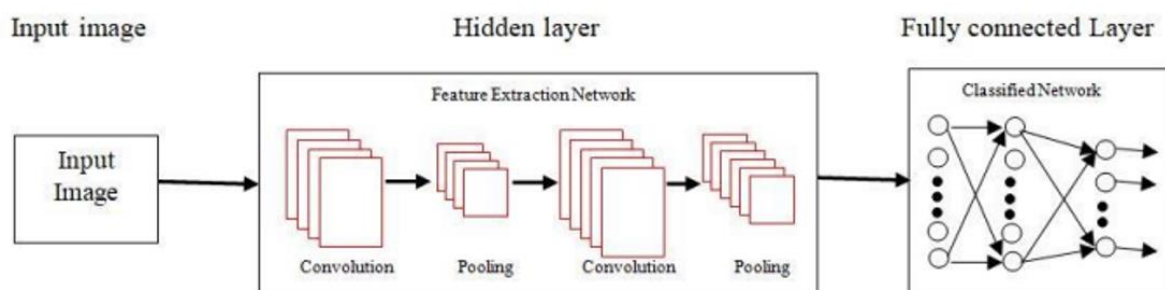 Input image
Hidden layer
Fully connected Layer
Feature Extraction Network
Classified Network
Input
Image
Convolution
Pooling
Convolution
Pooling